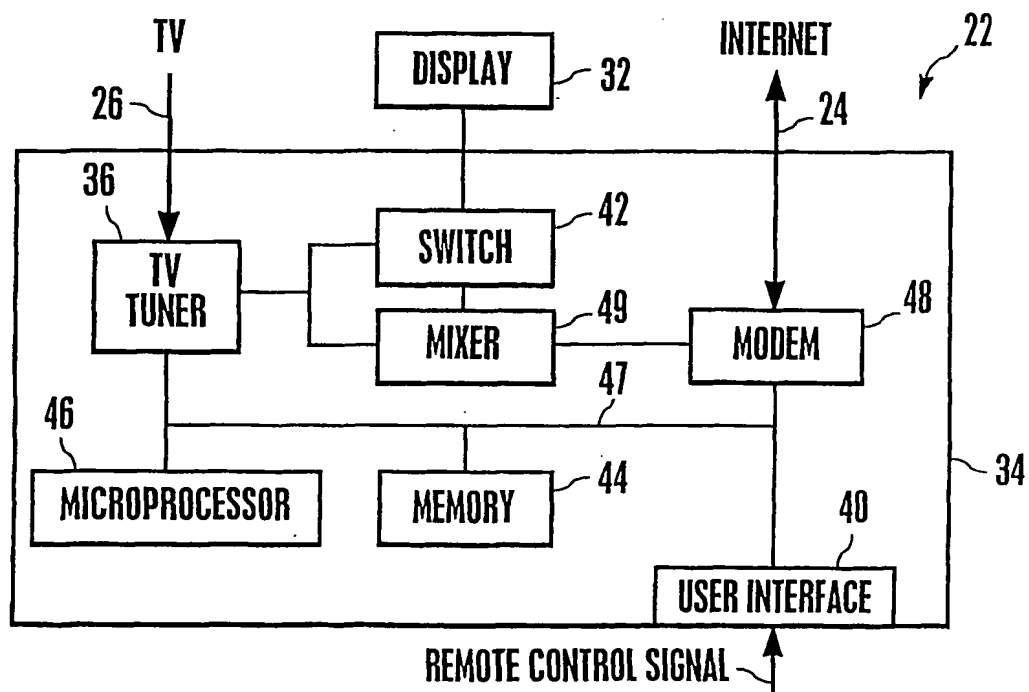 TV
INTERNET
22
DISPLAY
32
26
24
36
42
SWITCH
TV
TUNER
49
48
MIXER
MODEM
47
46
44
34
MICROPROCESSOR
MEMORY
40
USER INTERFACE
REMOTE CONTROL SIGNAL